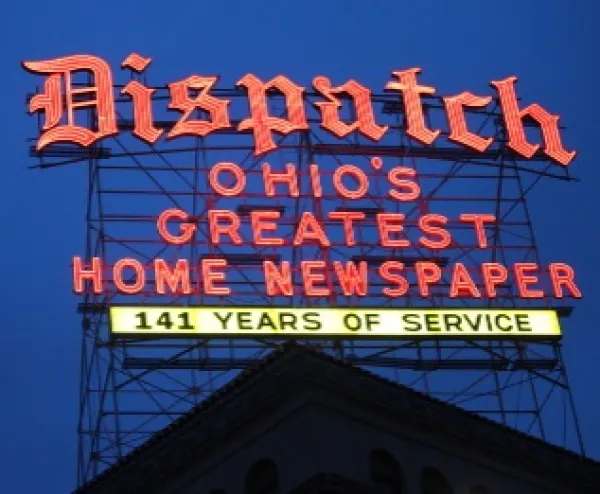 Dispatch
OHIO'S
GREATEST
HOME NEWSPAPER
141 YEARS OF SERVICE